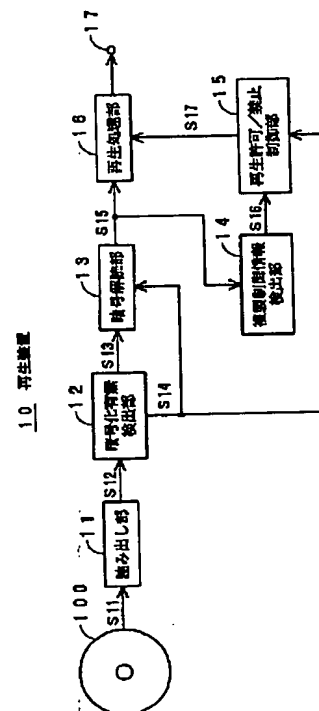 10 再生装置
100
S11
11
読み出し部
S12
12
暗号化有無
検出部
S13
S14
13
暗号解読部
S15
14
複製制限情報
検出部
S16
15
再生許可/禁止
制御部
S17
16
再生処理部
17